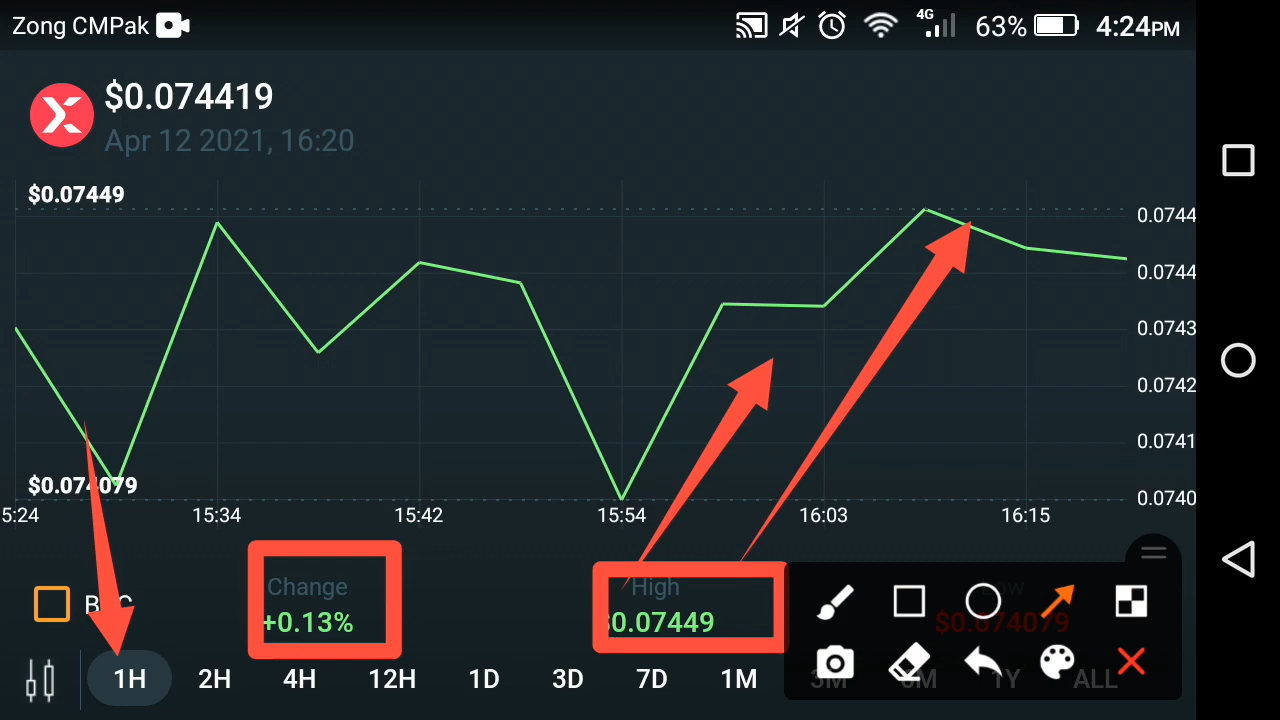 Zong CMPak 4G 63% 4:24PM
$0.074419
Apr 12 2021, 16:20
$0.07449
0.0744
0.0744
0.0743
0.0742
0.0741
$0.074079
0.0740
5:24 15:34 15:42 15:54 16:03 16:15
Change High Low
+0.13% 0.07449 $0.074079
1H 2H 4H 12H 1D 3D 7D 1M 3M 6M 1Y ALL